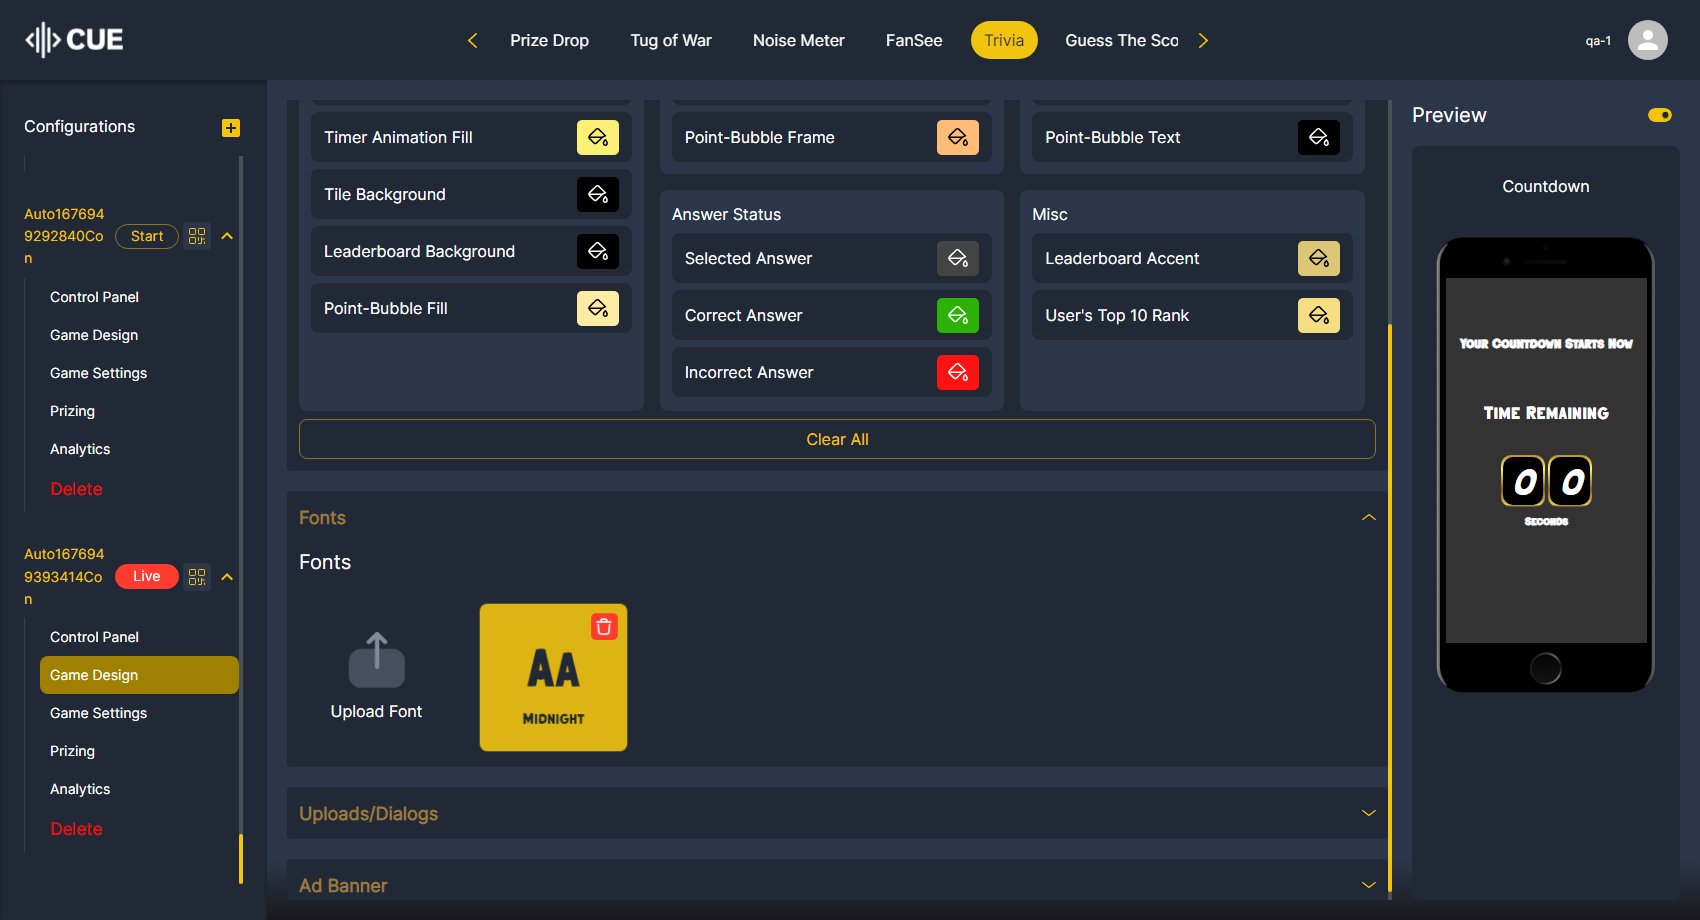 CUE
Prize Drop
Tug of War
Noise Meter
FanSee
Trivia
Guess The Sco
qa-1
Configurations
Auto167694
9292840Co
n
Start
Control Panel
Game Design
Game Settings
Prizing
Analytics
Delete
Auto167694
9393414Co
n
Live
Control Panel
Game Design
Game Settings
Prizing
Analytics
Delete
Timer Animation Fill
Tile Background
Leaderboard Background
Point-Bubble Fill
Point-Bubble Frame
Point-Bubble Text
Answer Status
Selected Answer
Correct Answer
Incorrect Answer
Misc
Leaderboard Accent
User's Top 10 Rank
Clear All
Fonts
Fonts
Upload Font
AA
Midnight
Uploads/Dialogs
Ad Banner
Preview
Countdown
Your Countdown Starts Now
Time Remaining
0 0
Seconds